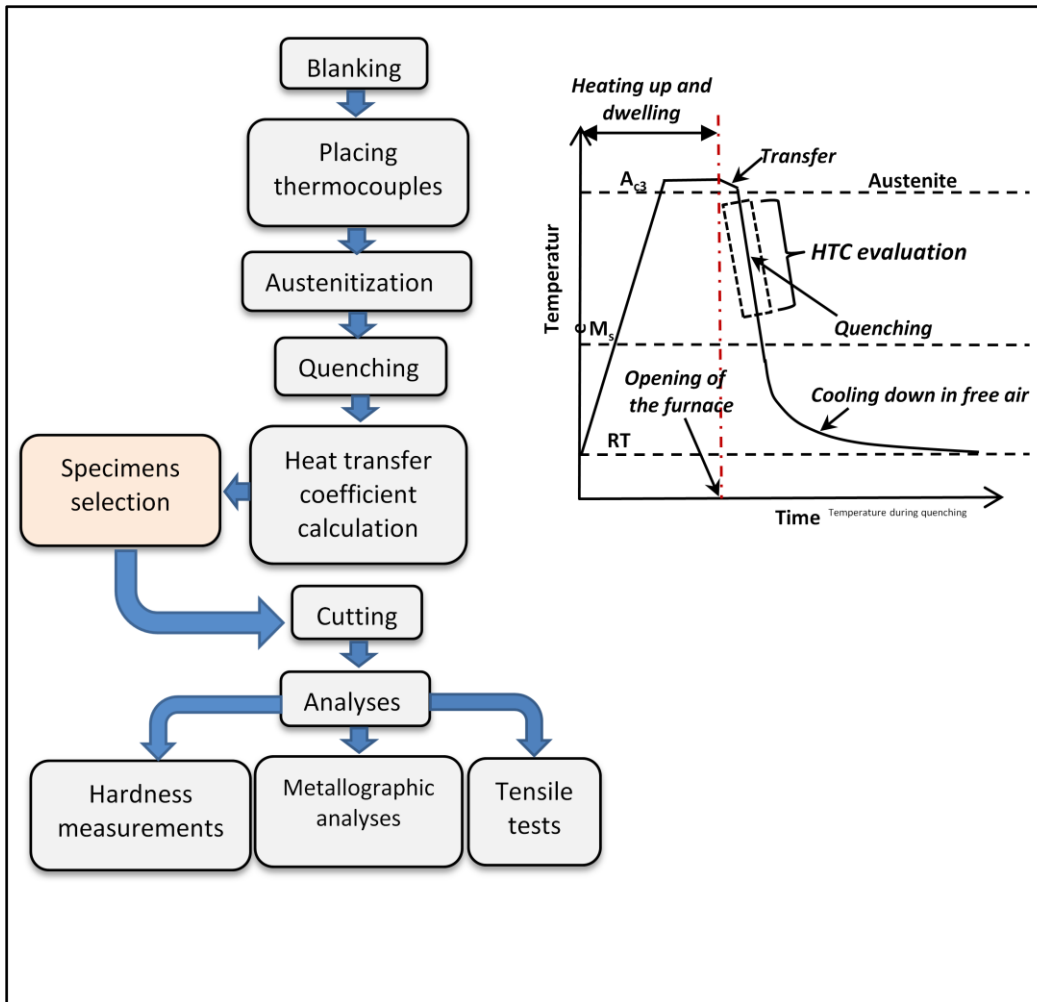 Blanking
Placing
thermocouples
Austenitization
Quenching
Heat transfer
coefficient
calculation
Specimens
selection
Cutting
Analyses
Hardness
measurements
Metallographic
analyses
Tensile
tests
Heating up and
dwelling
Transfer
Ac3
Austenite
HTC evaluation
Temperatur
e
Ms
Quenching
Opening of
the furnace
Cooling down in free air
RT
Time
Temperature during quenching